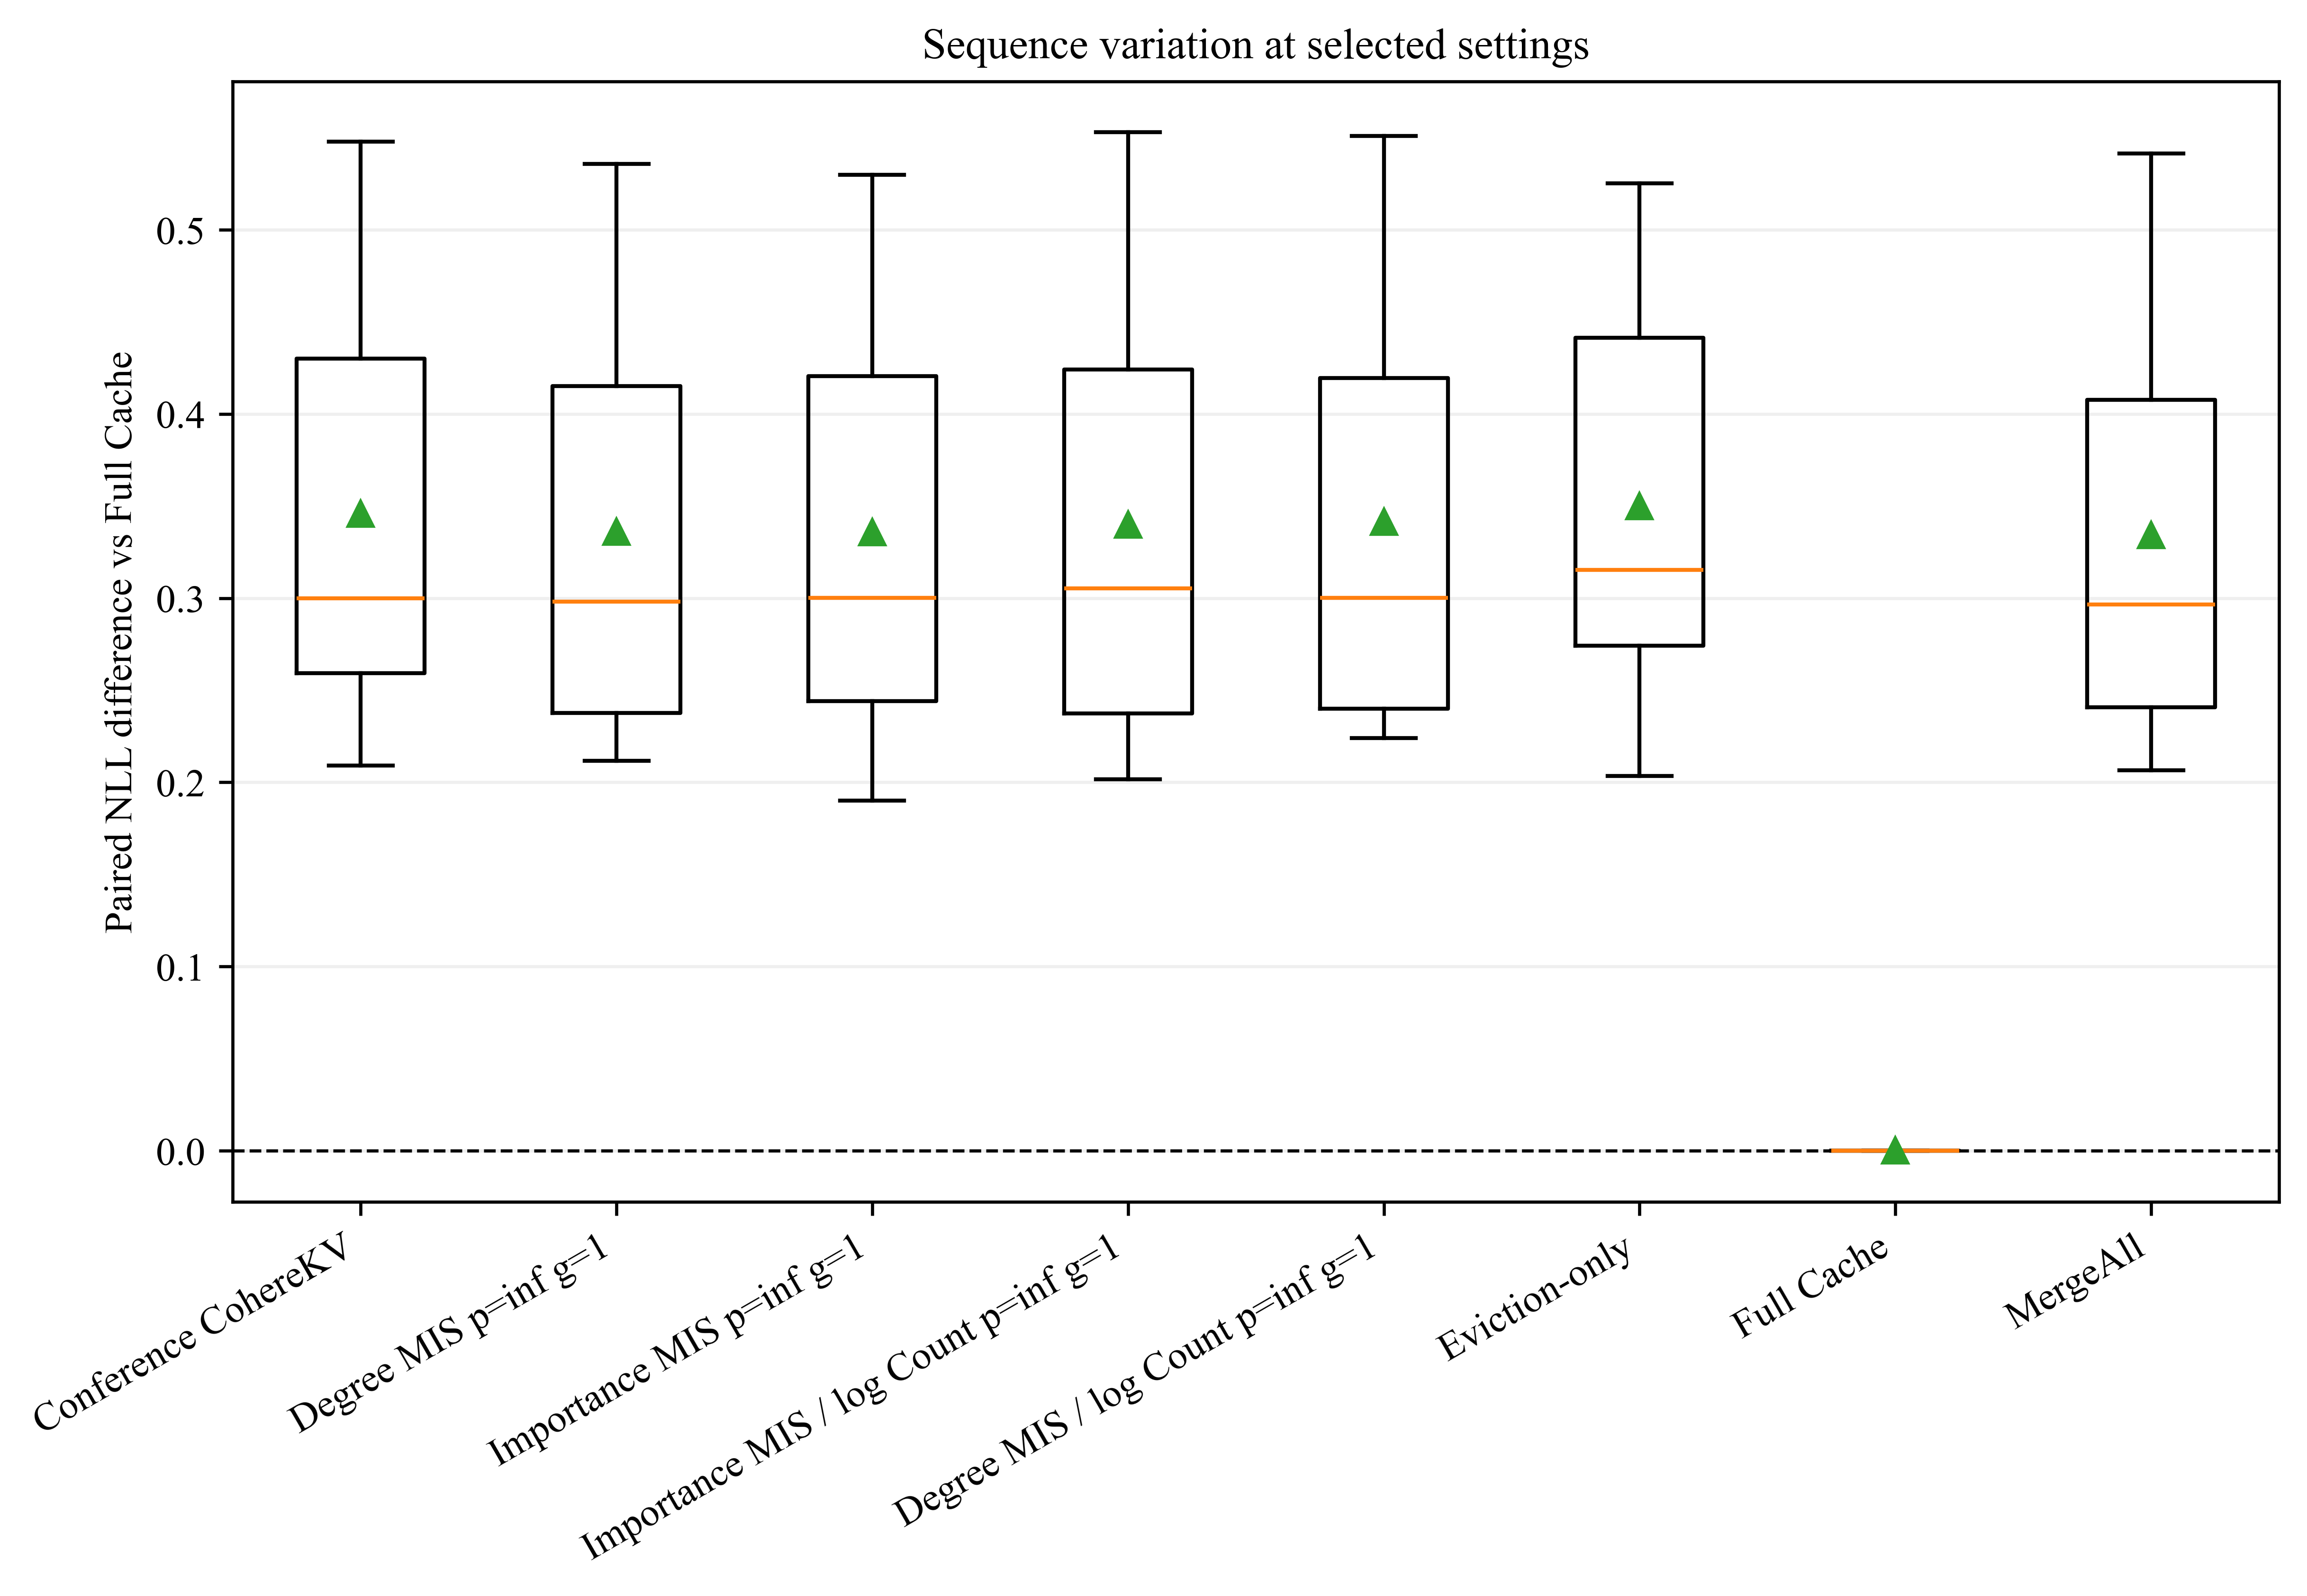 Sequence variation at selected settings
Paired NLL difference vs Full Cache
0.5
0.4
0.3
0.2
0.1
0.0
Conference CohereKV
Degree MIS p=inf g=1
Importance MIS p=inf g=1
Importance MIS / log Count p=inf g=1
Degree MIS / log Count p=inf g=1
Eviction-only
Full Cache
MergeAll